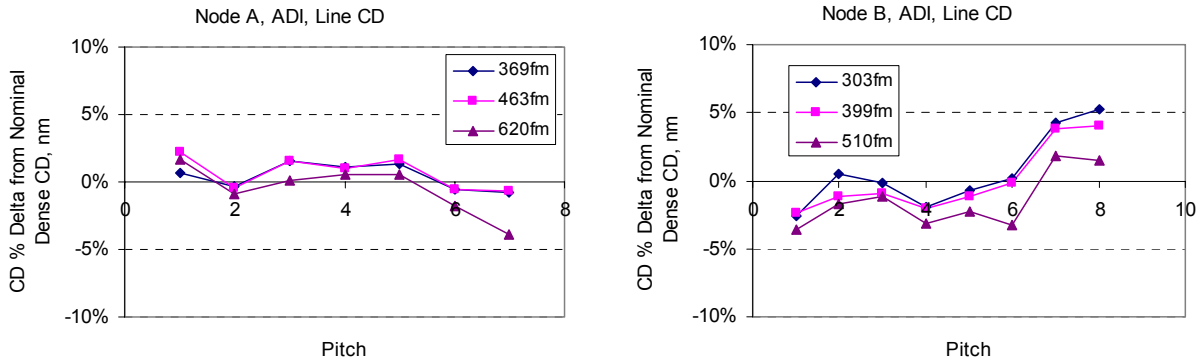 Node A, ADI, Line CD
10%
5%
0%
-5%
-10%
0
2
4
6
8
CD % Delta from Nominal
Dense CD, nm
Pitch
369fm
463fm
620fm
Node B, ADI, Line CD
10%
5%
0%
-5%
-10%
0
2
4
6
8
10
CD % Delta from Nominal
Dense CD, nm
Pitch
303fm
399fm
510fm